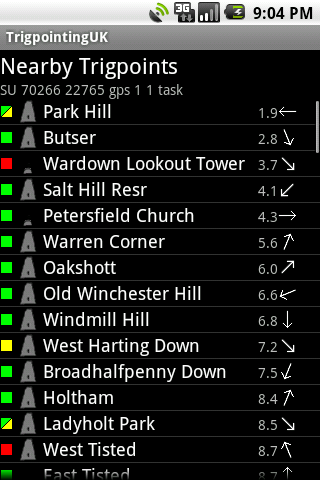 3G 9:04 PM
TrigpointingUK
Nearby Trigpoints
SU 70266 22765 gps 1 1 task
Park Hill 1.9
Butser 2.8
Wardown Lookout Tower 3.7
Salt Hill Resr 4.1
Petersfield Church 4.3
Warren Corner 5.6
Oakshott 6.0
Old Winchester Hill 6.6
Windmill Hill 6.8
West Harting Down 7.2
Broadhalfpenny Down 7.5
Holtham 8.4
Ladyholt Park 8.5
West Tisted 8.7
East Tisted 8.7